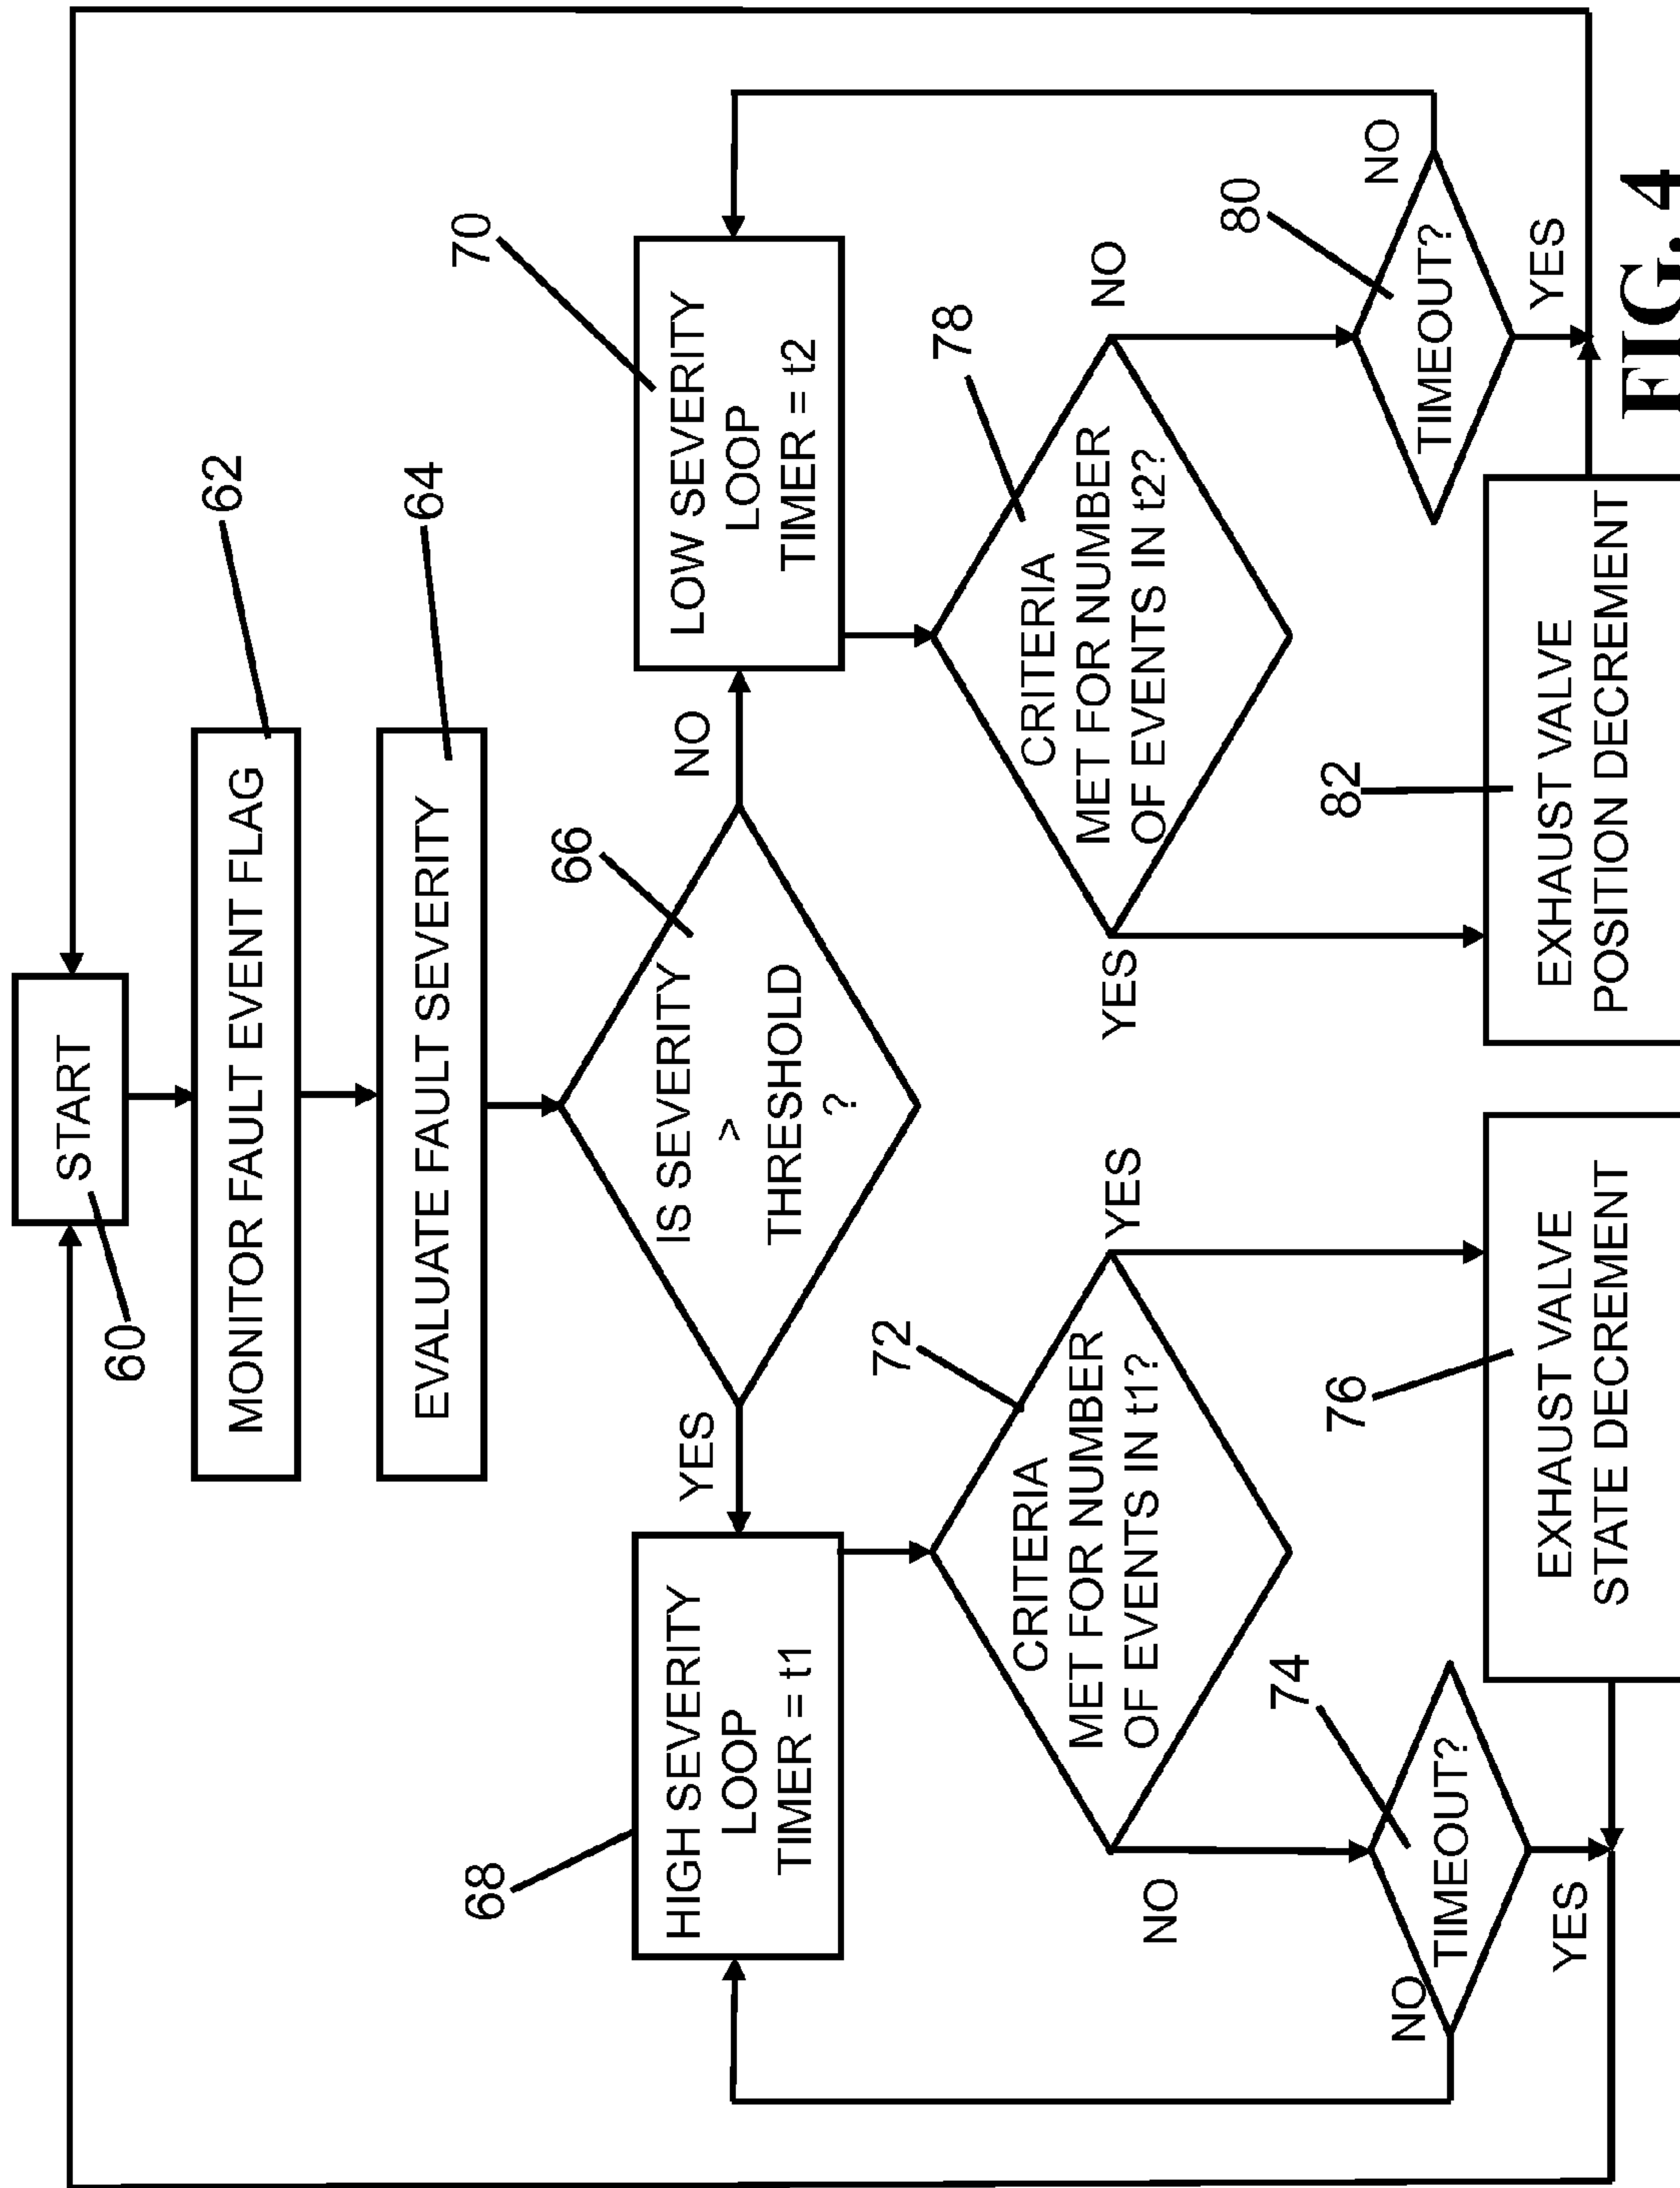 START
60
MONITOR FAULT EVENT FLAG
62
EVALUATE FAULT SEVERITY
64
IS SEVERITY
>
THRESHOLD
?
66
YES
NO
HIGH SEVERITY
LOOP
TIMER = t1
68
LOW SEVERITY
LOOP
TIMER = t2
70
CRITERIA
MET FOR NUMBER
OF EVENTS IN t1?
72
NO
YES
CRITERIA
MET FOR NUMBER
OF EVENTS IN t2?
78
YES
NO
TIMEOUT?
74
NO
YES
EXHAUST VALVE
STATE DECREMENT
76
EXHAUST VALVE
POSITION DECREMENT
82
TIMEOUT?
80
NO
YES
FIG. 4